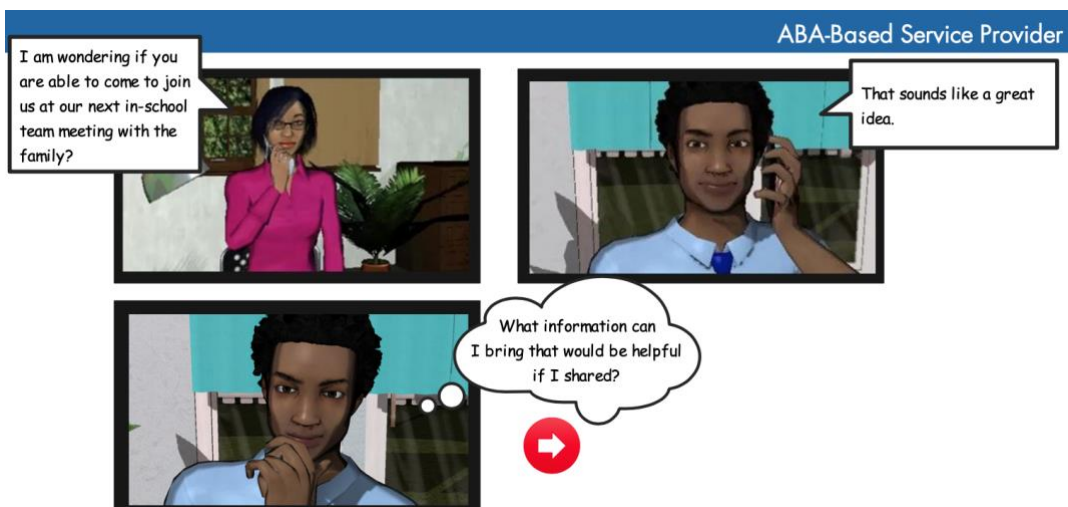 ABA-Based Service Provider
I am wondering if you
are able to come to join
us at our next in-school
team meeting with the
family?
That sounds like a great
idea.
What information can
I bring that would be helpful
if I shared?